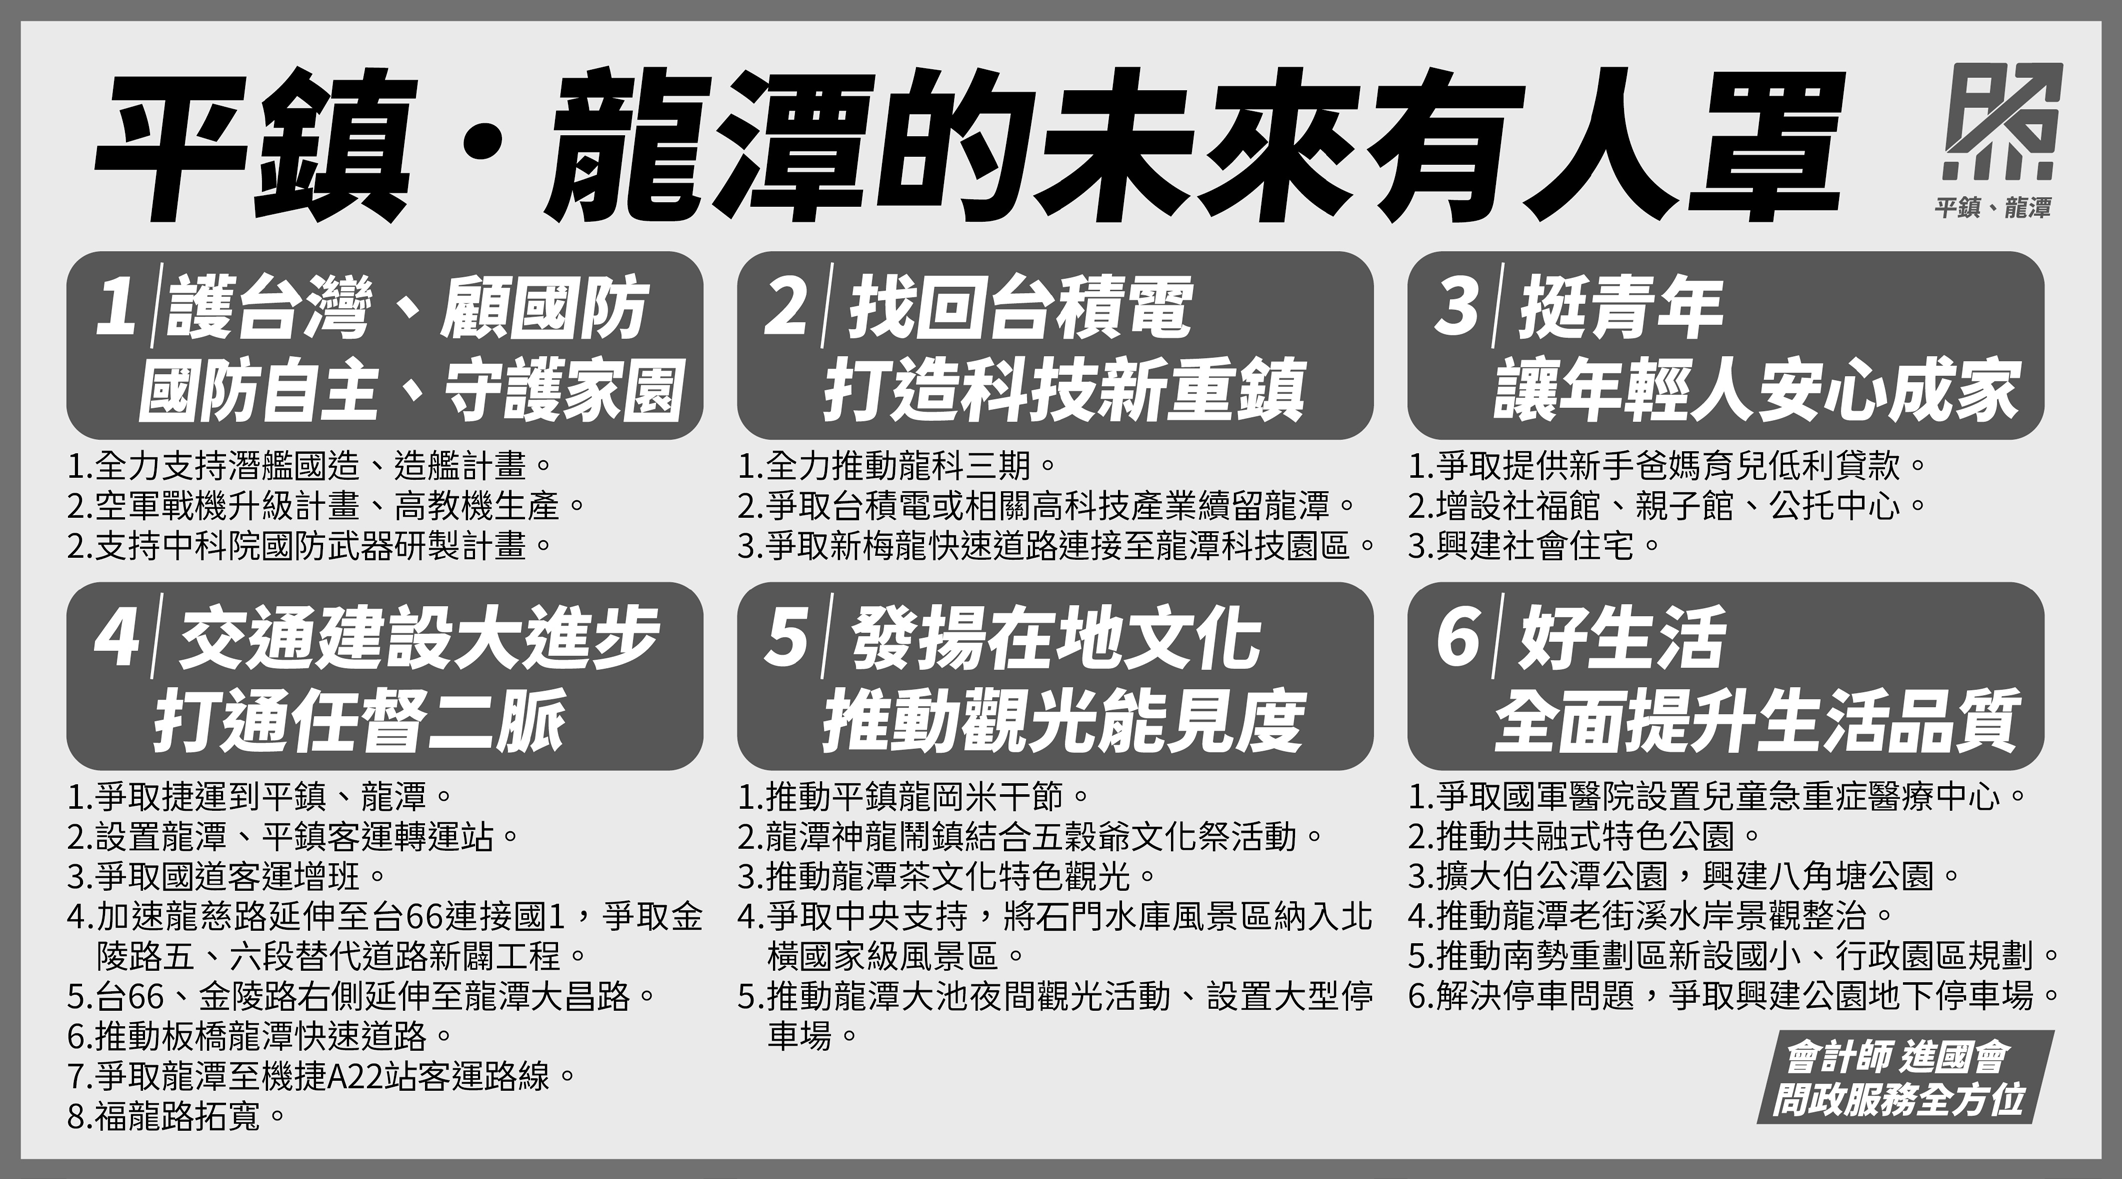 平鎮・龍潭的未來有人罩
平鎮、龍潭
1 護台灣、顧國防
國防自主、守護家園
1.全力支持潛艦國造、造艦計畫。
2.空軍戰機升級計畫、高教機生產。
2.支持中科院國防武器研製計畫。
2 找回台積電
打造科技新重鎮
1.全力推動龍科三期。
2.爭取台積電或相關高科技產業續留龍潭。
3.爭取新梅龍快速道路連接至龍潭科技園區。
3 挺青年
讓年輕人安心成家
1.爭取提供新手爸媽育兒低利貸款。
2.增設社福館、親子館、公托中心。
3.興建社會住宅。
4 交通建設大進步
打通任督二脈
1.爭取捷運到平鎮、龍潭。
2.設置龍潭、平鎮客運轉運站。
3.爭取國道客運增班。
4.加速龍慈路延伸至台66連接國1，爭取金
陵路五、六段替代道路新闢工程。
5.台66、金陵路右側延伸至龍潭大昌路。
6.推動板橋龍潭快速道路。
7.爭取龍潭至機捷A22站客運路線。
8.福龍路拓寬。
5 發揚在地文化
推動觀光能見度
1.推動平鎮龍岡米干節。
2.龍潭神龍鬧鎮結合五穀爺文化祭活動。
3.推動龍潭茶文化特色觀光。
4.爭取中央支持，將石門水庫風景區納入北
橫國家級風景區。
5.推動龍潭大池夜間觀光活動、設置大型停
車場。
6 好生活
全面提升生活品質
1.爭取國軍醫院設置兒童急重症醫療中心。
2.推動共融式特色公園。
3.擴大伯公潭公園，興建八角塘公園。
4.推動龍潭老街溪水岸景觀整治。
5.推動南勢重劃區新設國小、行政園區規劃。
6.解決停車問題，爭取興建公園地下停車場。
會計師 進國會
問政服務全方位